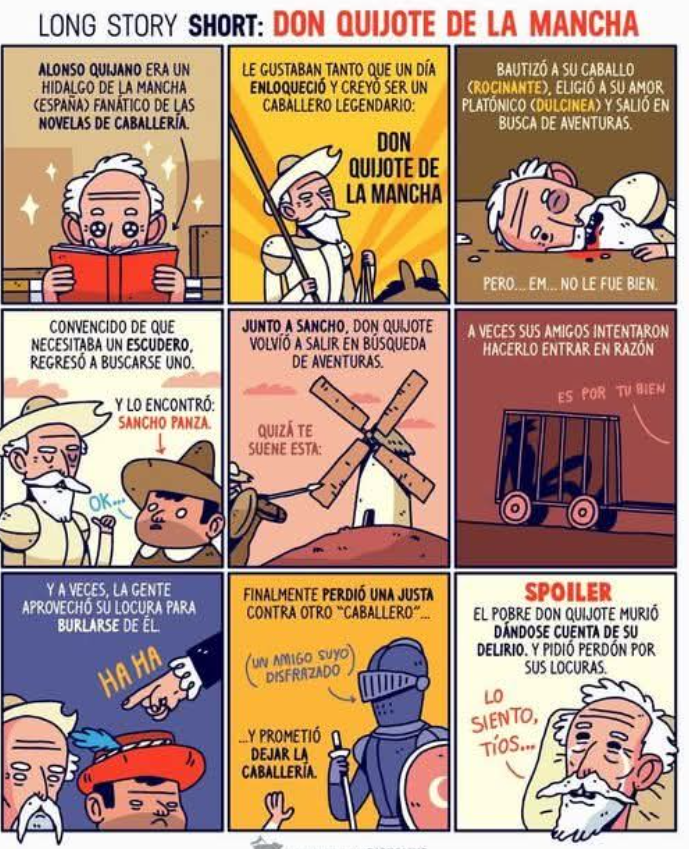 LONG STORY SHORT: DON QUIJOTE DE LA MANCHA
ALONSO QUIJANO ERA UN
HIDALGO DE LA MANCHA
(ESPAÑA) FANÁTICO DE LAS
NOVELAS DE CABALLERÍA.
LE GUSTABAN TANTO QUE UN DÍA
ENLOQUECIÓ Y CREYÓ SER UN
CABALLERO LEGENDARIO:
DON
QUIJOTE DE
LA MANCHA
BAUTIZÓ A SU CABALLO
(ROCINANTE), ELIGIÓ A SU AMOR
PLATÓNICO (DULCINEA) Y SALIÓ EN
BUSCA DE AVENTURAS.
PERO... EM... NO LE FUE BIEN.
CONVENCIDO DE QUE
NECESITABA UN ESCUDERO,
REGRESÓ A BUSCARSE UNO.
Y LO ENCONTRÓ:
SANCHO PANZA.
OK...
JUNTO A SANCHO, DON QUIJOTE
VOLVIÓ A SALIR EN BÚSQUEDA
DE AVENTURAS.
QUIZÁ TE
SUENE ESTA:
A VECES SUS AMIGOS INTENTARON
HACERLO ENTRAR EN RAZÓN
ES POR TU BIEN
Y A VECES, LA GENTE
APROVECHÓ SU LOCURA PARA
BURLARSE DE ÉL.
HA HA
FINALMENTE PERDIÓ UNA JUSTA
CONTRA OTRO "CABALLERO"...
(UN AMIGO SUYO)
DISFRAZADO
...Y PROMETIÓ
DEJAR LA
CABALLERÍA.
SPOILER
EL POBRE DON QUIJOTE MURIÓ
DÁNDOSE CUENTA DE SU
DELIRIO. Y PIDIÓ PERDÓN POR
SUS LOCURAS.
LO
SIENTO,
TÍOS...